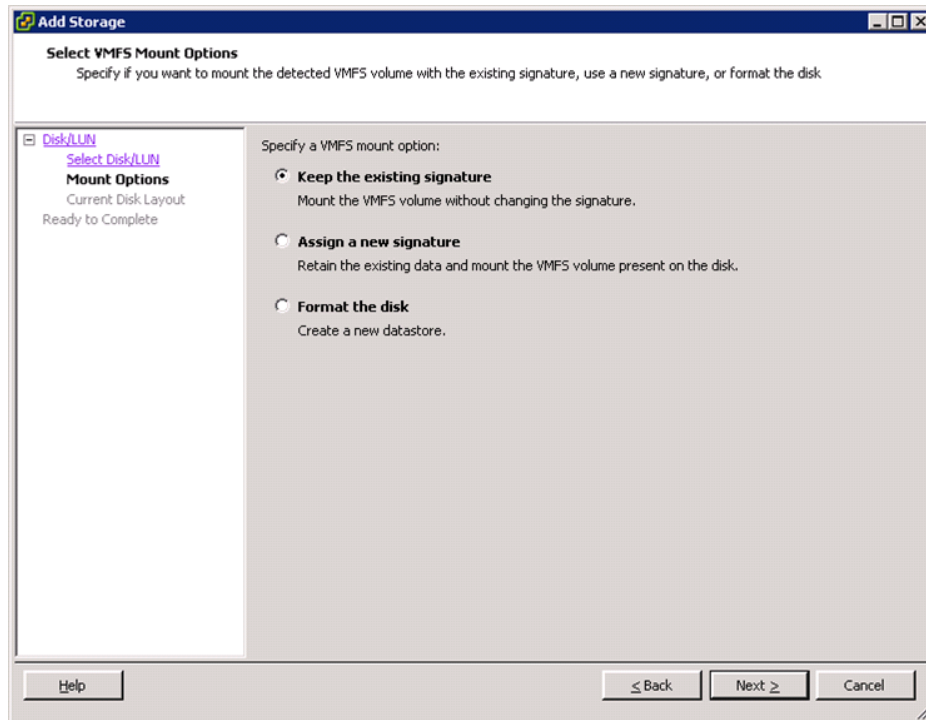 Add Storage
Select VMFS Mount Options
Specify if you want to mount the detected VMFS volume with the existing signature, use a new signature, or format the disk
Disk/LUN
Select Disk/LUN
Mount Options
Current Disk Layout
Ready to Complete
Specify a VMFS mount option:
Keep the existing signature
Mount the VMFS volume without changing the signature.
Assign a new signature
Retain the existing data and mount the VMFS volume present on the disk.
Format the disk
Create a new datastore.
Help
≤ Back
Next ≥
Cancel